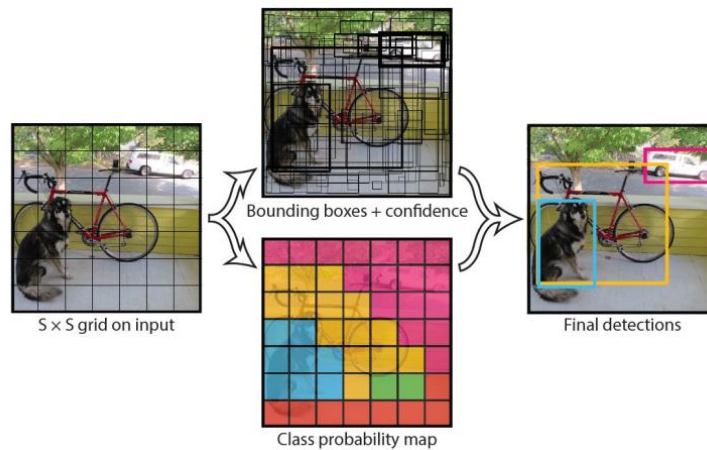 Bounding boxes + confidence
S × S grid on input
Final detections
Class probability map